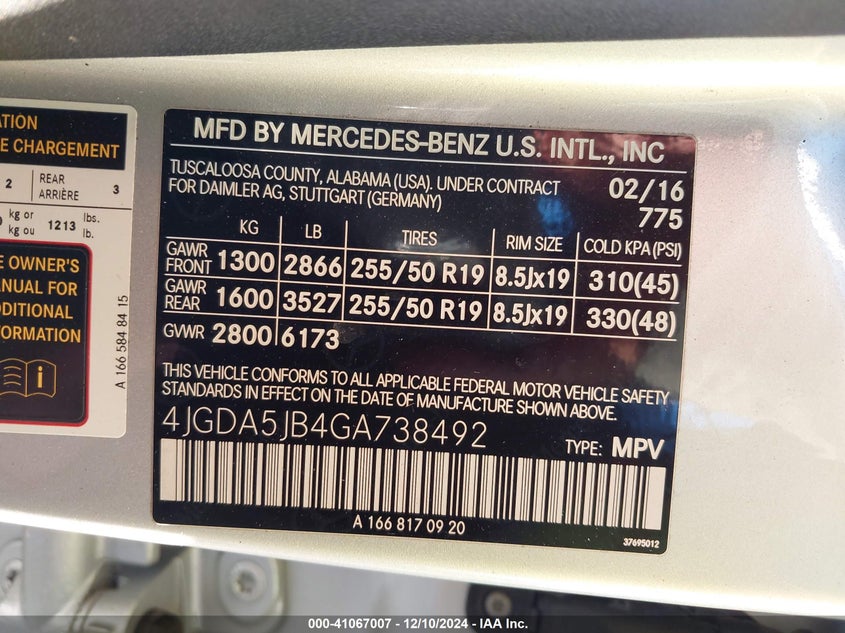 ATION
E CHARGEMENT
2 REAR ARRIÈRE 3
kg or
kg ou 1213 lbs. lb.
E OWNER'S
ANUAL FOR
DDITIONAL
FORMATION
i
A 166 584 84 15
MFD BY MERCEDES-BENZ U.S. INTL., INC
TUSCALOOSA COUNTY, ALABAMA (USA). UNDER CONTRACT
FOR DAIMLER AG, STUTTGART (GERMANY)
02/16
775
KG LB TIRES RIM SIZE COLD KPA (PSI)
GAWR FRONT 1300 2866 255/50 R19 8.5Jx19 310(45)
GAWR REAR 1600 3527 255/50 R19 8.5Jx19 330(48)
GVWR 2800 6173
THIS VEHICLE CONFORMS TO ALL APPLICABLE FEDERAL MOTOR VEHICLE SAFETY
STANDARDS IN EFFECT ON THE DATE OF MANUFACTURE SHOWN ABOVE.
4JGDA5JB4GA738492 TYPE: MPV
A 166 817 09 20
37695012
000-41067007 - 12/10/2024 - IAA Inc.